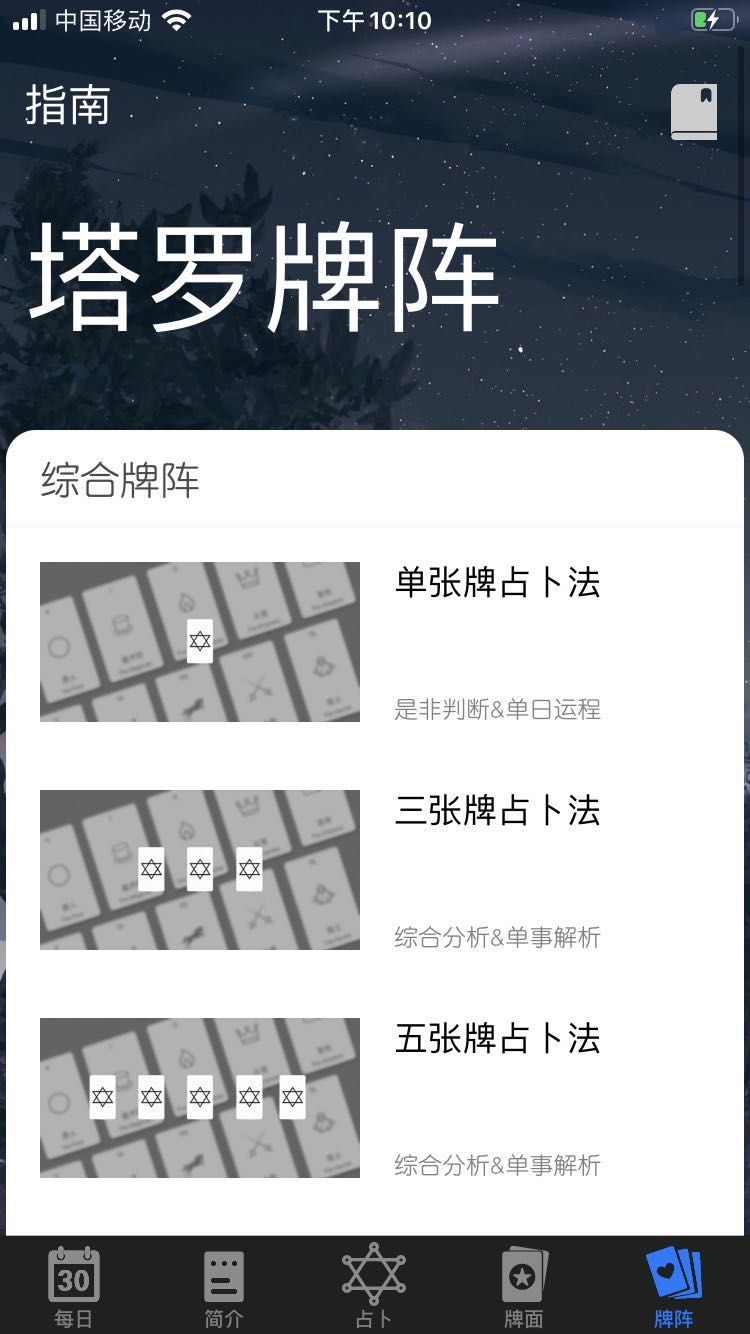 中国移动
下午10:10
指南
塔罗牌阵
综合牌阵
单张牌占卜法
是非判断&单日运程
三张牌占卜法
综合分析&单事解析
五张牌占卜法
综合分析&单事解析
30
每日
简介
占卜
牌面
牌阵